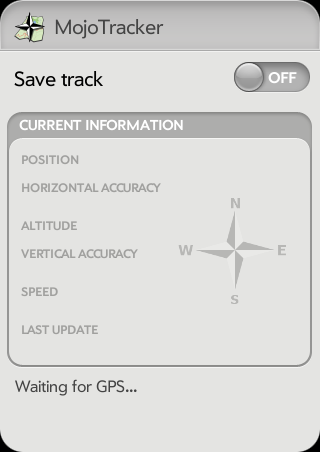 MojoTracker
Save track
OFF
CURRENT INFORMATION
POSITION
HORIZONTAL ACCURACY
ALTITUDE
VERTICAL ACCURACY
SPEED
LAST UPDATE
N
W E
S
Waiting for GPS...